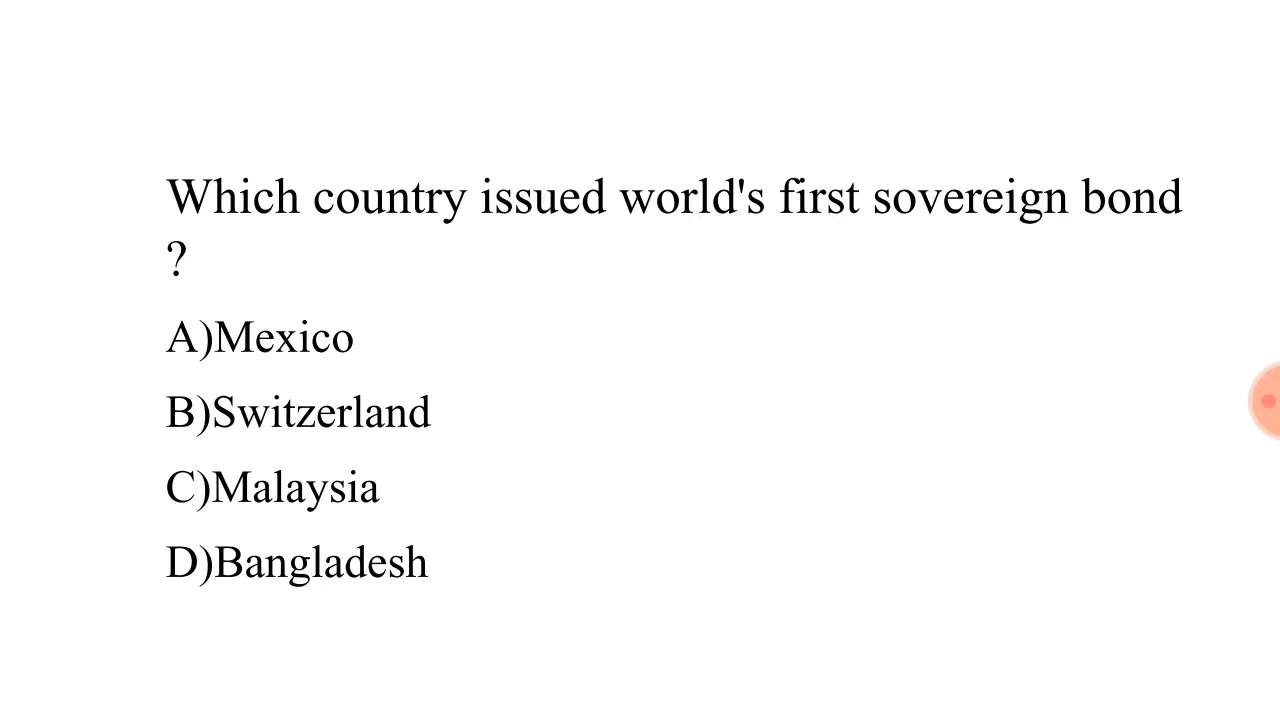 Which country issued world's first sovereign bond
?
A)Mexico
B)Switzerland
C)Malaysia
D)Bangladesh